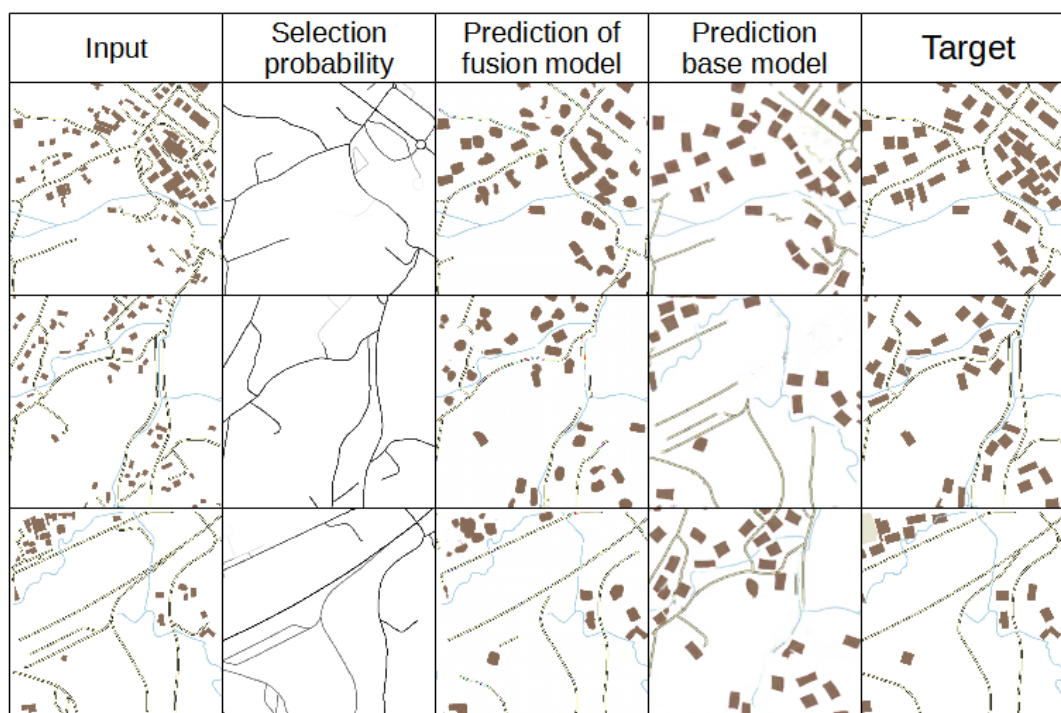 Input
Selection
probability
Prediction of
fusion model
Prediction
base model
Target